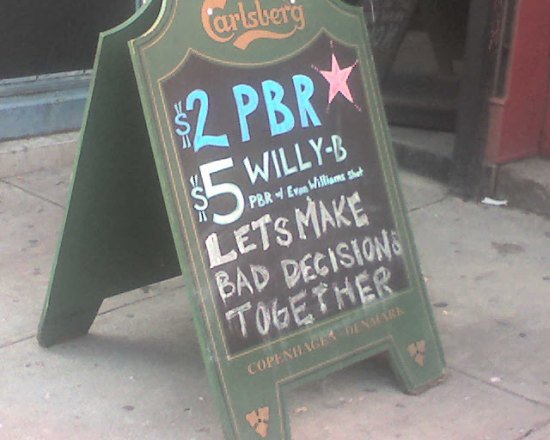 Carlsberg
$2 PBR
$5 WILLY-B
PBR w/ Evan Williams shot
LETS MAKE
BAD DECISIONS
TOGETHER
COPENHAGEN DENMARK